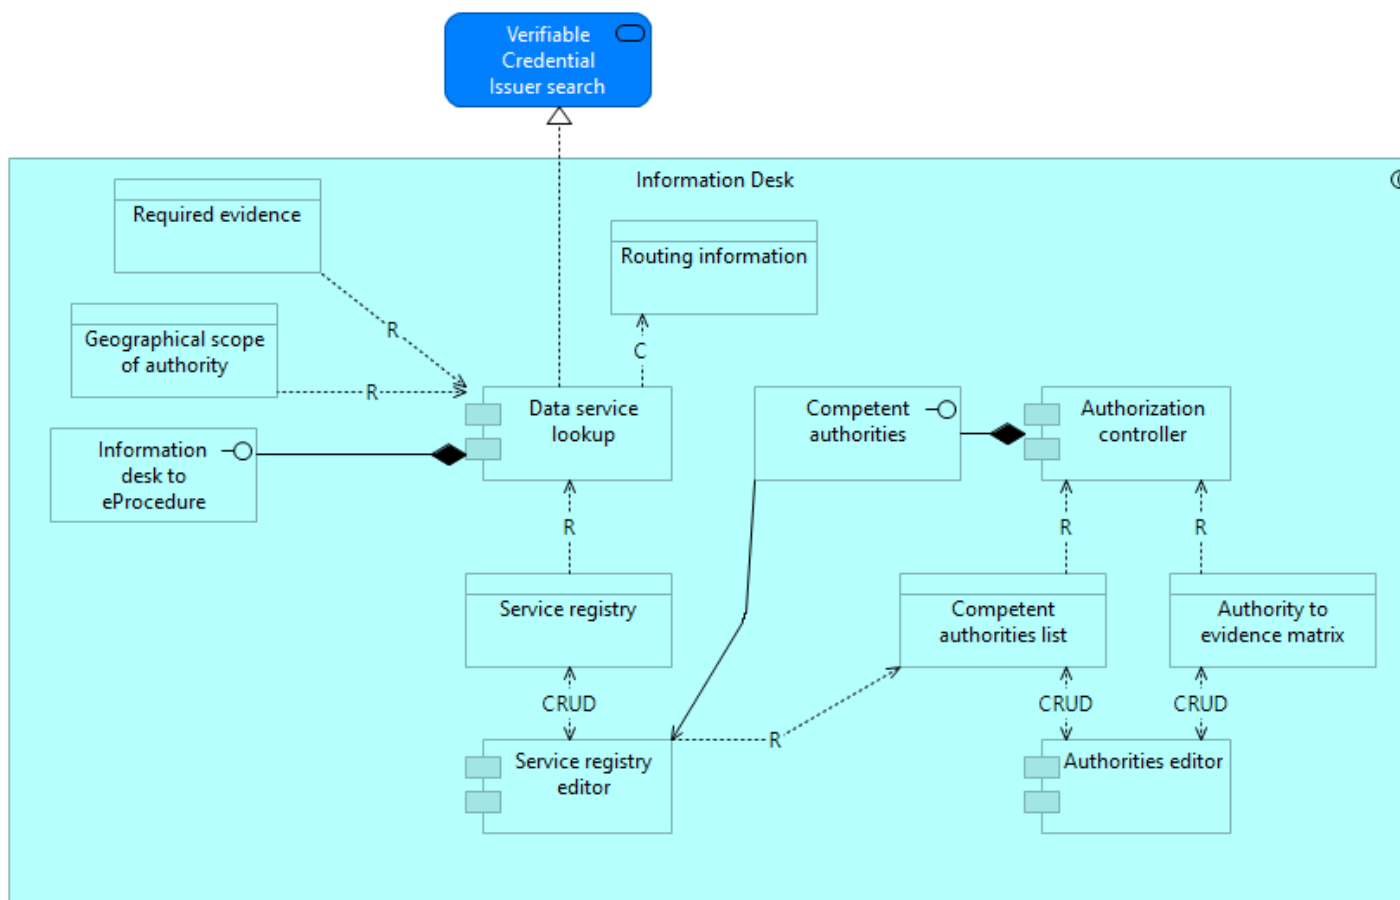 Verifiable
Credential
Issuer search
Information Desk
Required evidence
Routing information
R
Geographical scope
of authority
C
R
Data service
lookup
Competent
authorities
Authorization
controller
Information
desk to
eProcedure
R
R
R
Service registry
Competent
authorities list
Authority to
evidence matrix
CRUD
CRUD
CRUD
R
Service registry
editor
Authorities editor